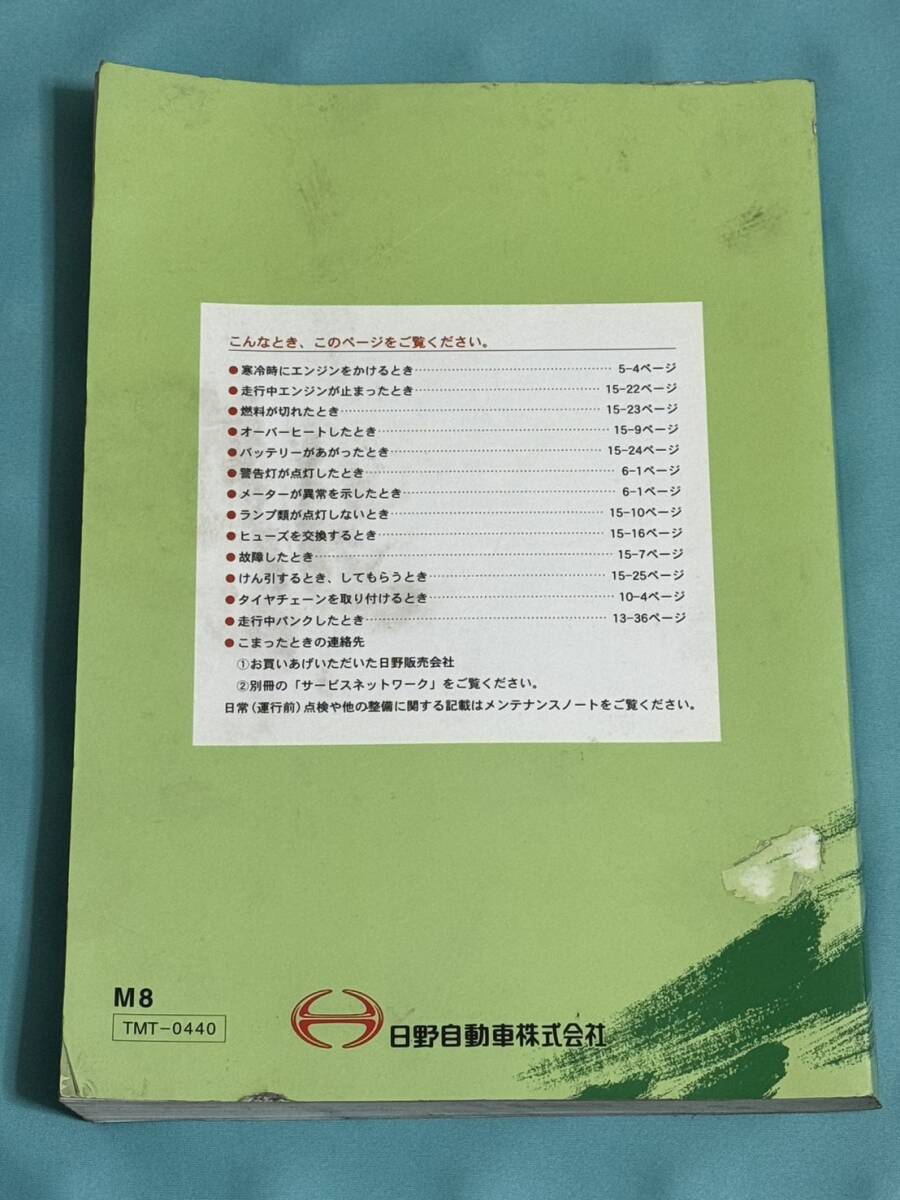 こんなとき、このページをご覧ください。
●寒冷時にエンジンをかけるとき…………………………5-4ページ
●走行中エンジンが止まったとき…………………………15-22ページ
●燃料が切れたとき…………………………15-23ページ
●オーバーヒートしたとき…………………………15-9ページ
●バッテリーがあがったとき…………………………15-24ページ
●警告灯が点灯したとき…………………………6-1ページ
●メーターが異常を示したとき…………………………6-1ページ
●ランプ類が点灯しないとき…………………………15-10ページ
●ヒューズを交換するとき…………………………15-16ページ
●故障したとき…………………………15-7ページ
●けん引するとき、してもらうとき…………………………15-25ページ
●タイヤチェーンを取り付けるとき…………………………10-4ページ
●走行中パンクしたとき…………………………13-36ページ
●こまったときの連絡先
①お買いあげいただいた日野販売会社
②別冊の「サービスネットワーク」をご覧ください。
日常(運行前)点検や他の整備に関する記載はメンテナンスノートをご覧ください。
M8
TMT-0440
日野自動車株式会社